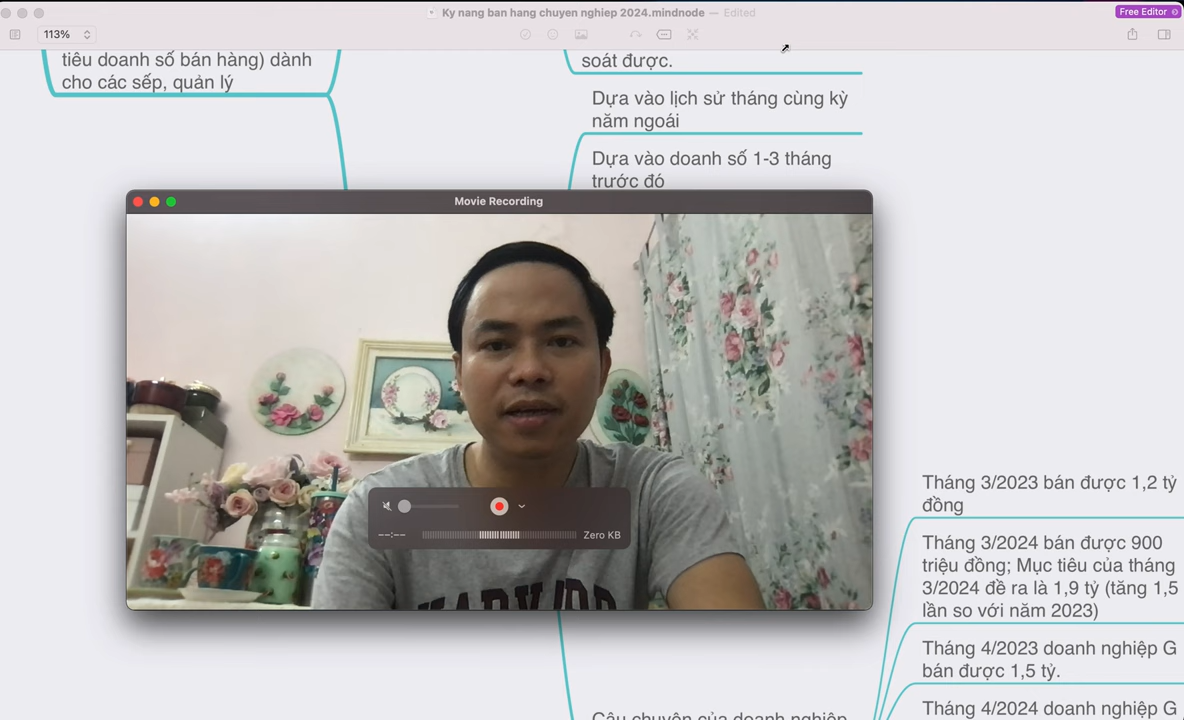 Ky nang ban hang chuyen nghiep 2024.mindnode — Edited
Free Editor
113%
tiêu doanh số bán hàng) dành
cho các sếp, quản lý
soát được.
Dựa vào lịch sử tháng cùng kỳ
năm ngoái
Dựa vào doanh số 1-3 tháng
trước đó
Movie Recording
--:--
Zero KB
Tháng 3/2023 bán được 1,2 tỷ
đồng
Tháng 3/2024 bán được 900
triệu đồng; Mục tiêu của tháng
3/2024 đề ra là 1,9 tỷ (tăng 1,5
lần so với năm 2023)
Tháng 4/2023 doanh nghiệp G
bán được 1,5 tỷ.
Tháng 4/2024 doanh nghiệp G
Câu chuyện của doanh nghiệp